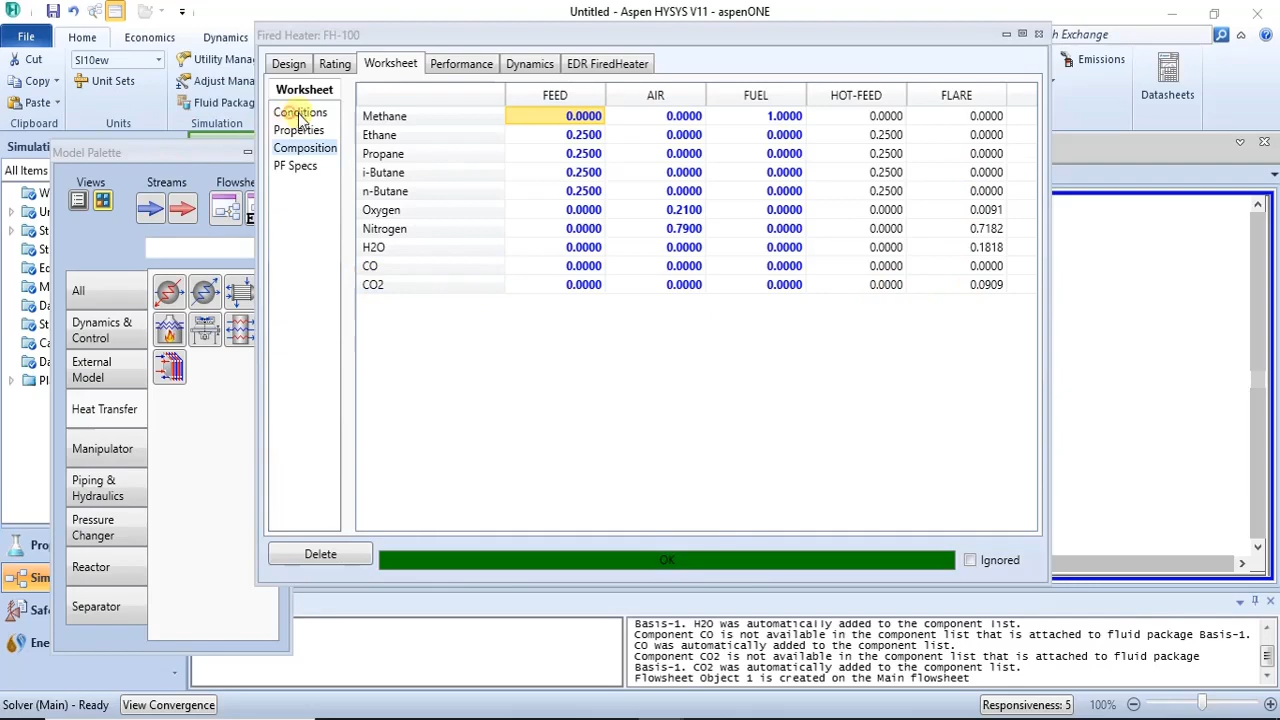 Untitled - Aspen HYSYS V11 - aspenONE
File
Home
Economics
Dynamics
Exchange
Cut
Copy
Paste
Clipboard
SI10ew
Unit Sets
Units
Utility Mana
Adjust Mana
Fluid Packag
Simulation
Emissions
Datasheets
Fired Heater: FH-100
Design
Rating
Worksheet
Performance
Dynamics
EDR FiredHeater
Worksheet
Conditions
Properties
Composition
PF Specs
FEED AIR FUEL HOT-FEED FLARE
Methane 0.0000 0.0000 1.0000 0.0000 0.0000
Ethane 0.2500 0.0000 0.0000 0.2500 0.0000
Propane 0.2500 0.0000 0.0000 0.2500 0.0000
i-Butane 0.2500 0.0000 0.0000 0.2500 0.0000
n-Butane 0.2500 0.0000 0.0000 0.2500 0.0000
Oxygen 0.0000 0.2100 0.0000 0.0000 0.0091
Nitrogen 0.0000 0.7900 0.0000 0.0000 0.7182
H2O 0.0000 0.0000 0.0000 0.0000 0.1818
CO 0.0000 0.0000 0.0000 0.0000 0.0000
CO2 0.0000 0.0000 0.0000 0.0000 0.0909
Delete
OK
Ignored
Simulati
All Items
Model Palette
Views
Streams
Flowshe
All
Dynamics &
Control
External
Model
Heat Transfer
Manipulator
Piping &
Hydraulics
Pressure
Changer
Reactor
Separator
Pro
Sim
Safe
Ene
Basis-1. H2O was automatically added to the component list.
Component CO is not available in the component list that is attached to fluid package Basis-1.
CO was automatically added to the component list.
Component CO2 is not available in the component list that is attached to fluid package
Basis-1. CO2 was automatically added to the component list.
Flowsheet Object 1 is created on the Main flowsheet
Solver (Main) - Ready
View Convergence
Responsiveness: 5
100%